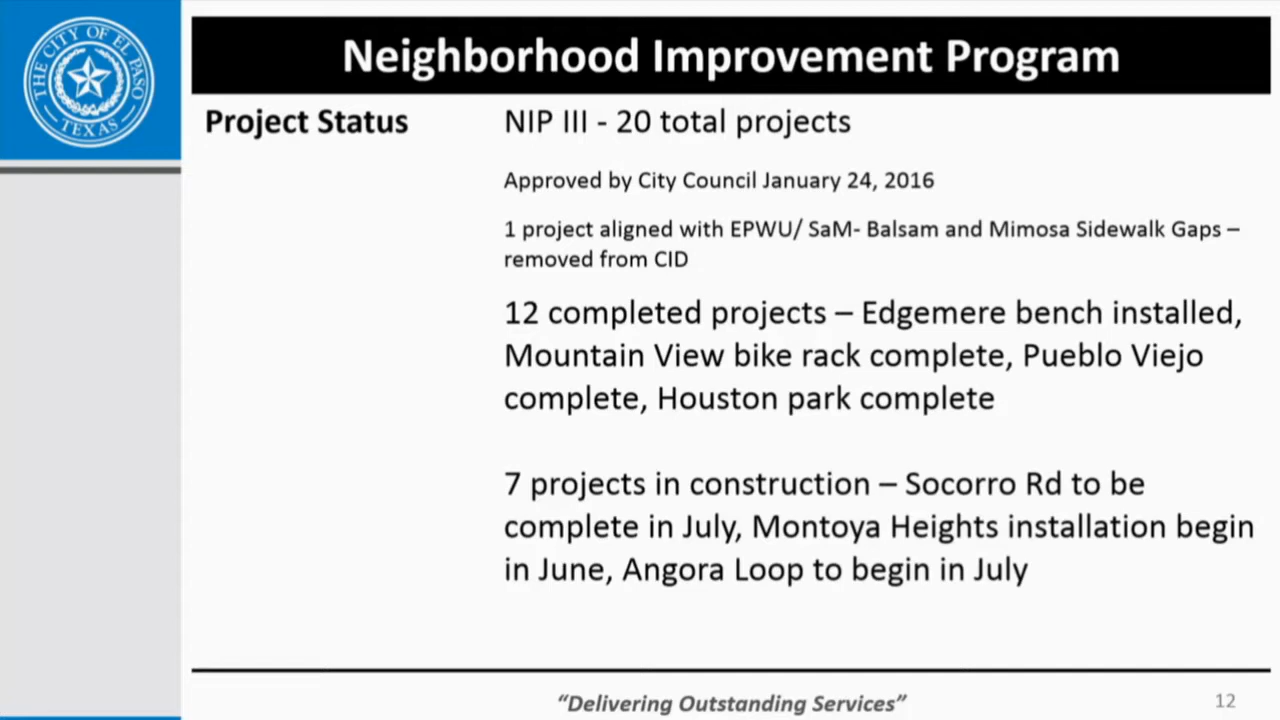 THE CITY OF EL PASO
TEXAS
Neighborhood Improvement Program
Project Status
NIP III - 20 total projects
Approved by City Council January 24, 2016
1 project aligned with EPWU/ SaM- Balsam and Mimosa Sidewalk Gaps –
removed from CID
12 completed projects – Edgemere bench installed,
Mountain View bike rack complete, Pueblo Viejo
complete, Houston park complete
7 projects in construction – Socorro Rd to be
complete in July, Montoya Heights installation begin
in June, Angora Loop to begin in July
“Delivering Outstanding Services”
12